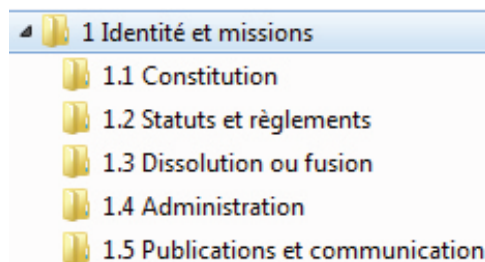 1 Identité et missions
1.1 Constitution
1.2 Statuts et règlements
1.3 Dissolution ou fusion
1.4 Administration
1.5 Publications et communication